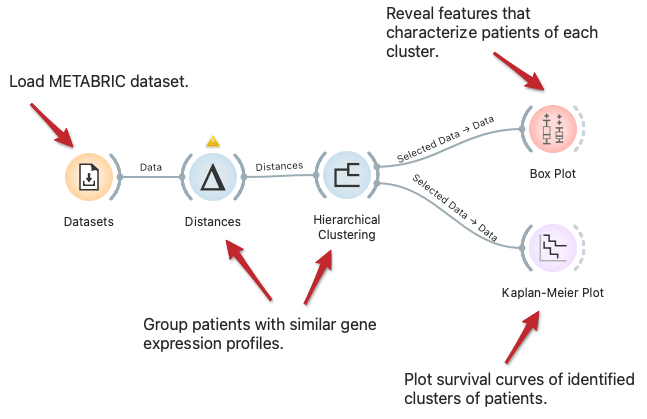 Reveal features that
characterize patients of each
cluster.
Load METABRIC dataset.
Data
Distances
Selected Data → Data
Selected Data → Data
Datasets
Distances
Hierarchical
Clustering
Box Plot
Kaplan-Meier Plot
Group patients with similar gene
expression profiles.
Plot survival curves of identified
clusters of patients.